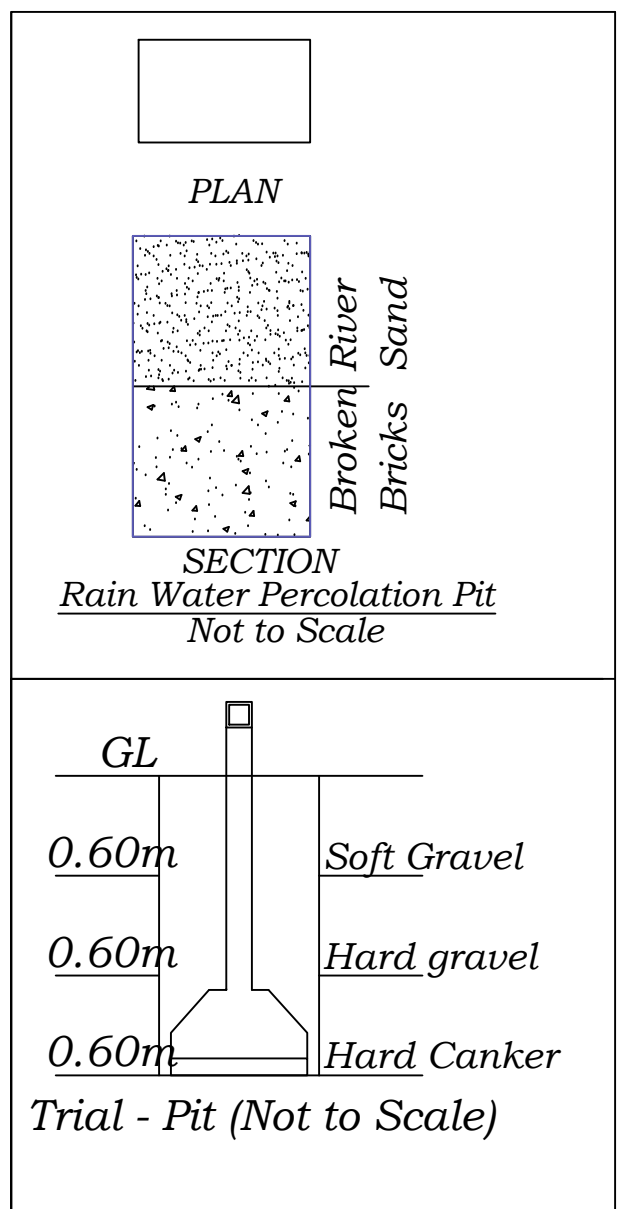 PLAN
River Sand
Broken Bricks
SECTION
Rain Water Percolation Pit
Not to Scale
GL
0.60m Soft Gravel
0.60m Hard gravel
0.60m Hard Canker
Trial - Pit (Not to Scale)